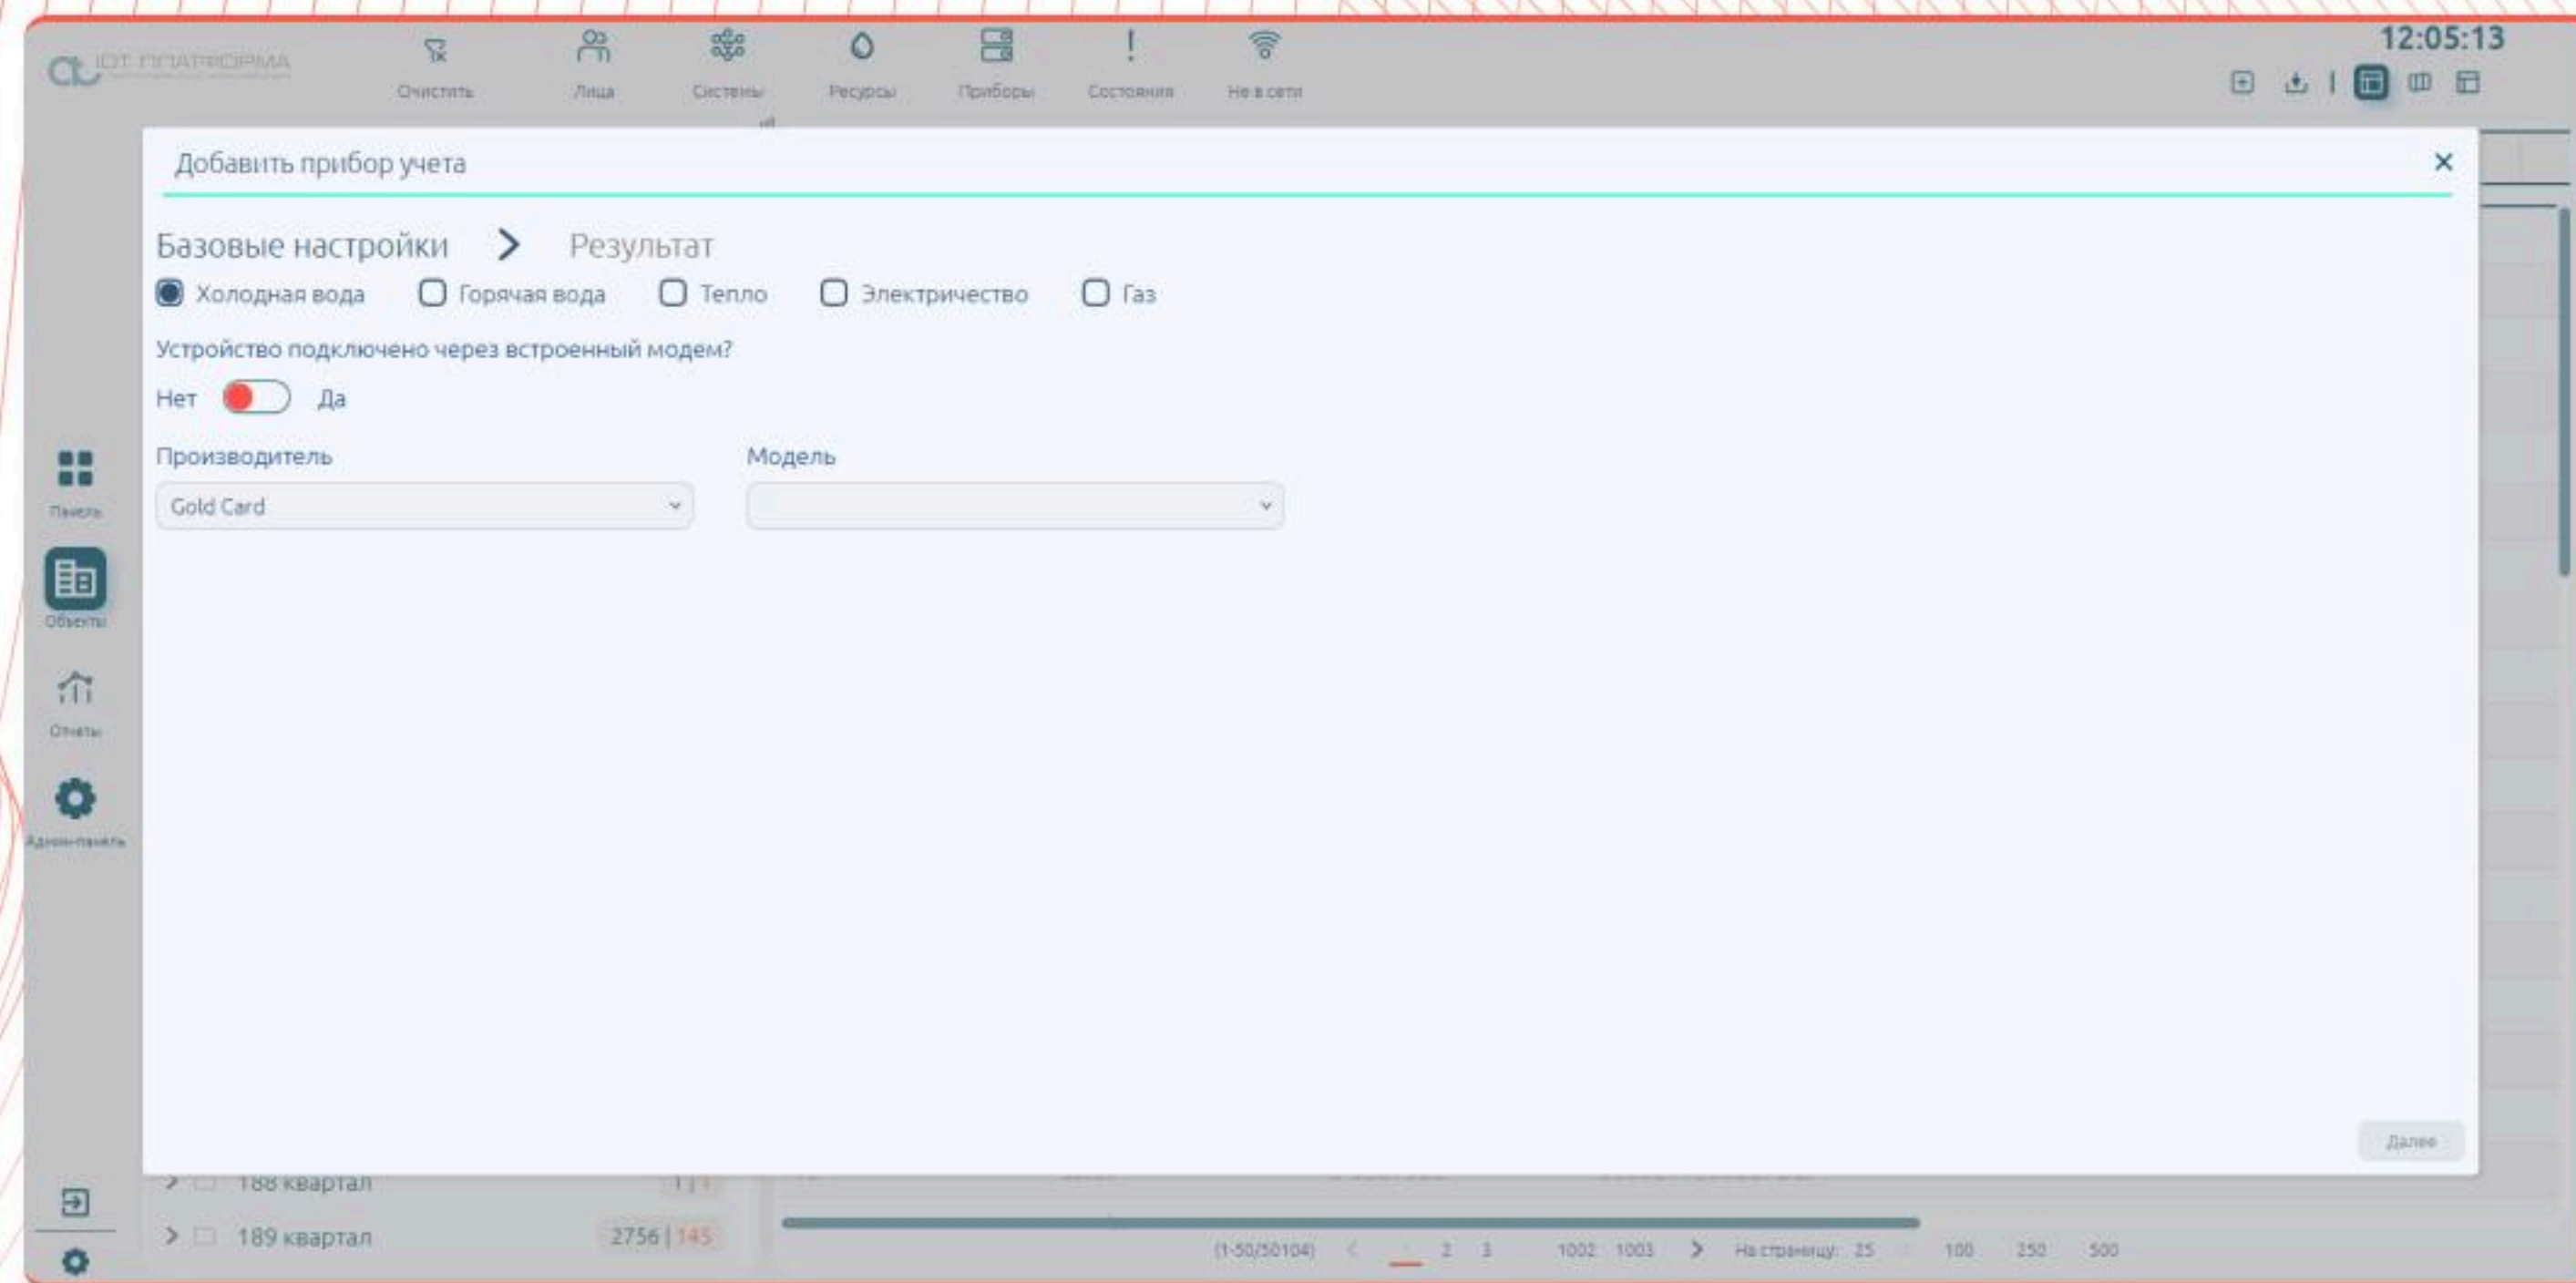 IOT ПЛАТФОРМА
Очистить
Лица
Системы
Ресурсы
Приборы
Состояния
Не в сети
12:05:13
Добавить прибор учета
Базовые настройки > Результат
Холодная вода Горячая вода Тепло Электричество Газ
Устройство подключено через встроенный модем?
Нет Да
Производитель Модель
Gold Card
Панель
Объекты
Отчеты
Админ-панель
Далее
188 квартал
189 квартал 2756 | 145
(1-50/50104) < 2 3 1002 1003 > На страницу: 25 100 250 500